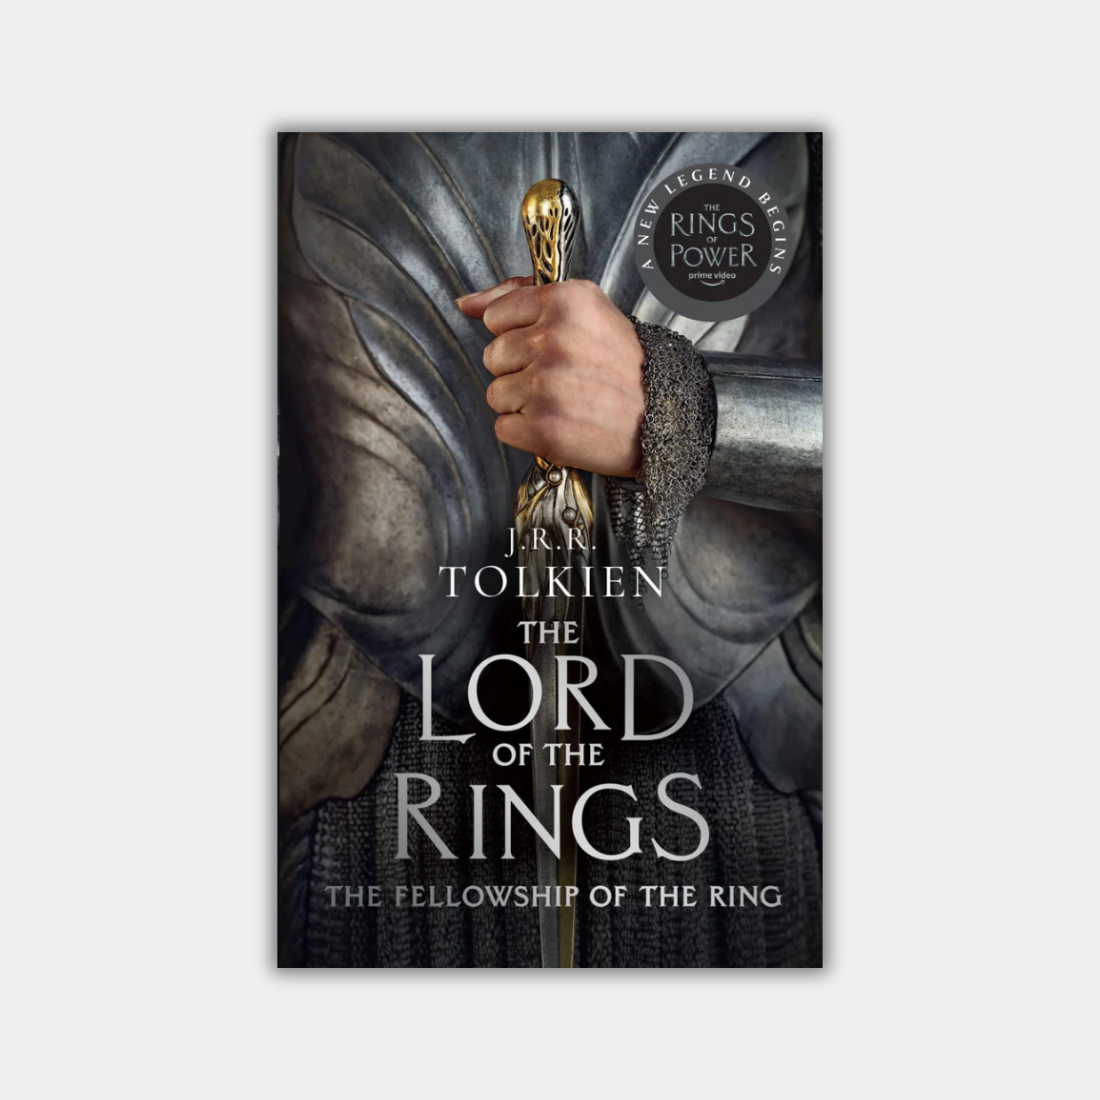 A NEW LEGEND BEGINS
THE
RINGS
OF
POWER
prime video
J.R.R.
TOLKIEN
THE
LORD
OF THE
RINGS
THE FELLOWSHIP OF THE RING